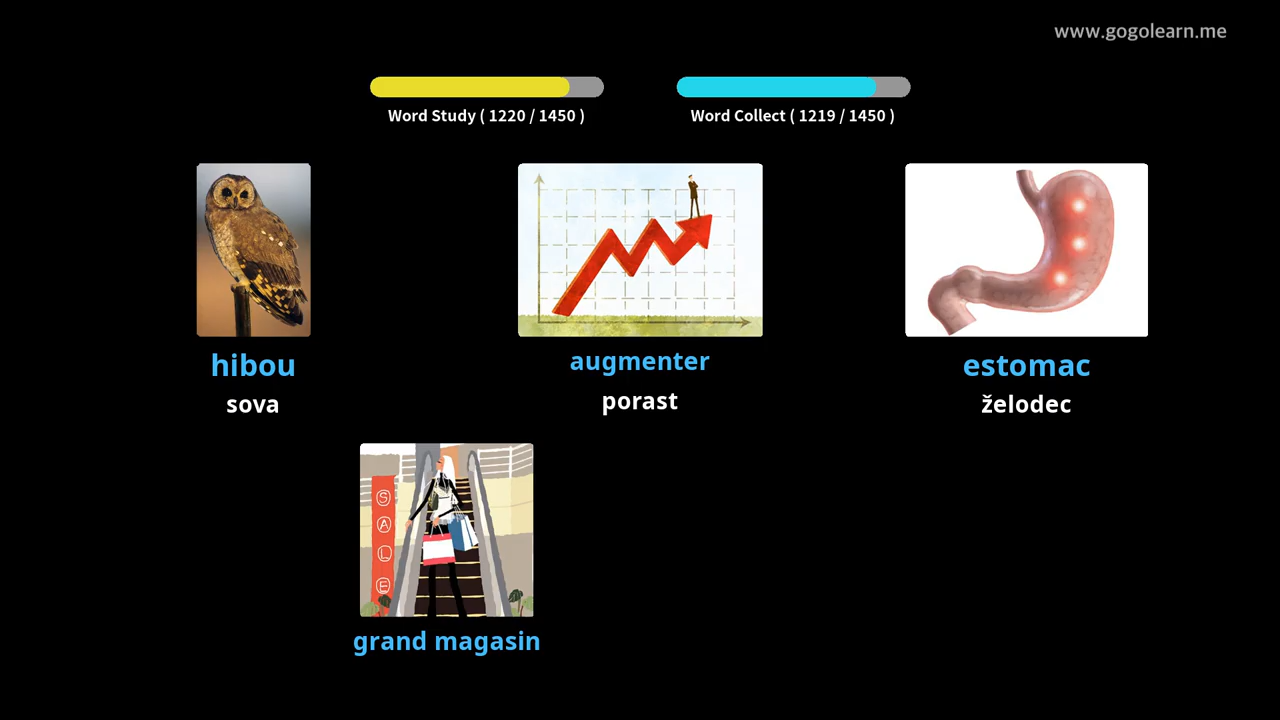 www.gogolearn.me
Word Study ( 1220 / 1450 )
Word Collect ( 1219 / 1450 )
hibou
sova
augmenter
porast
estomac
želodec
SALE
grand magasin